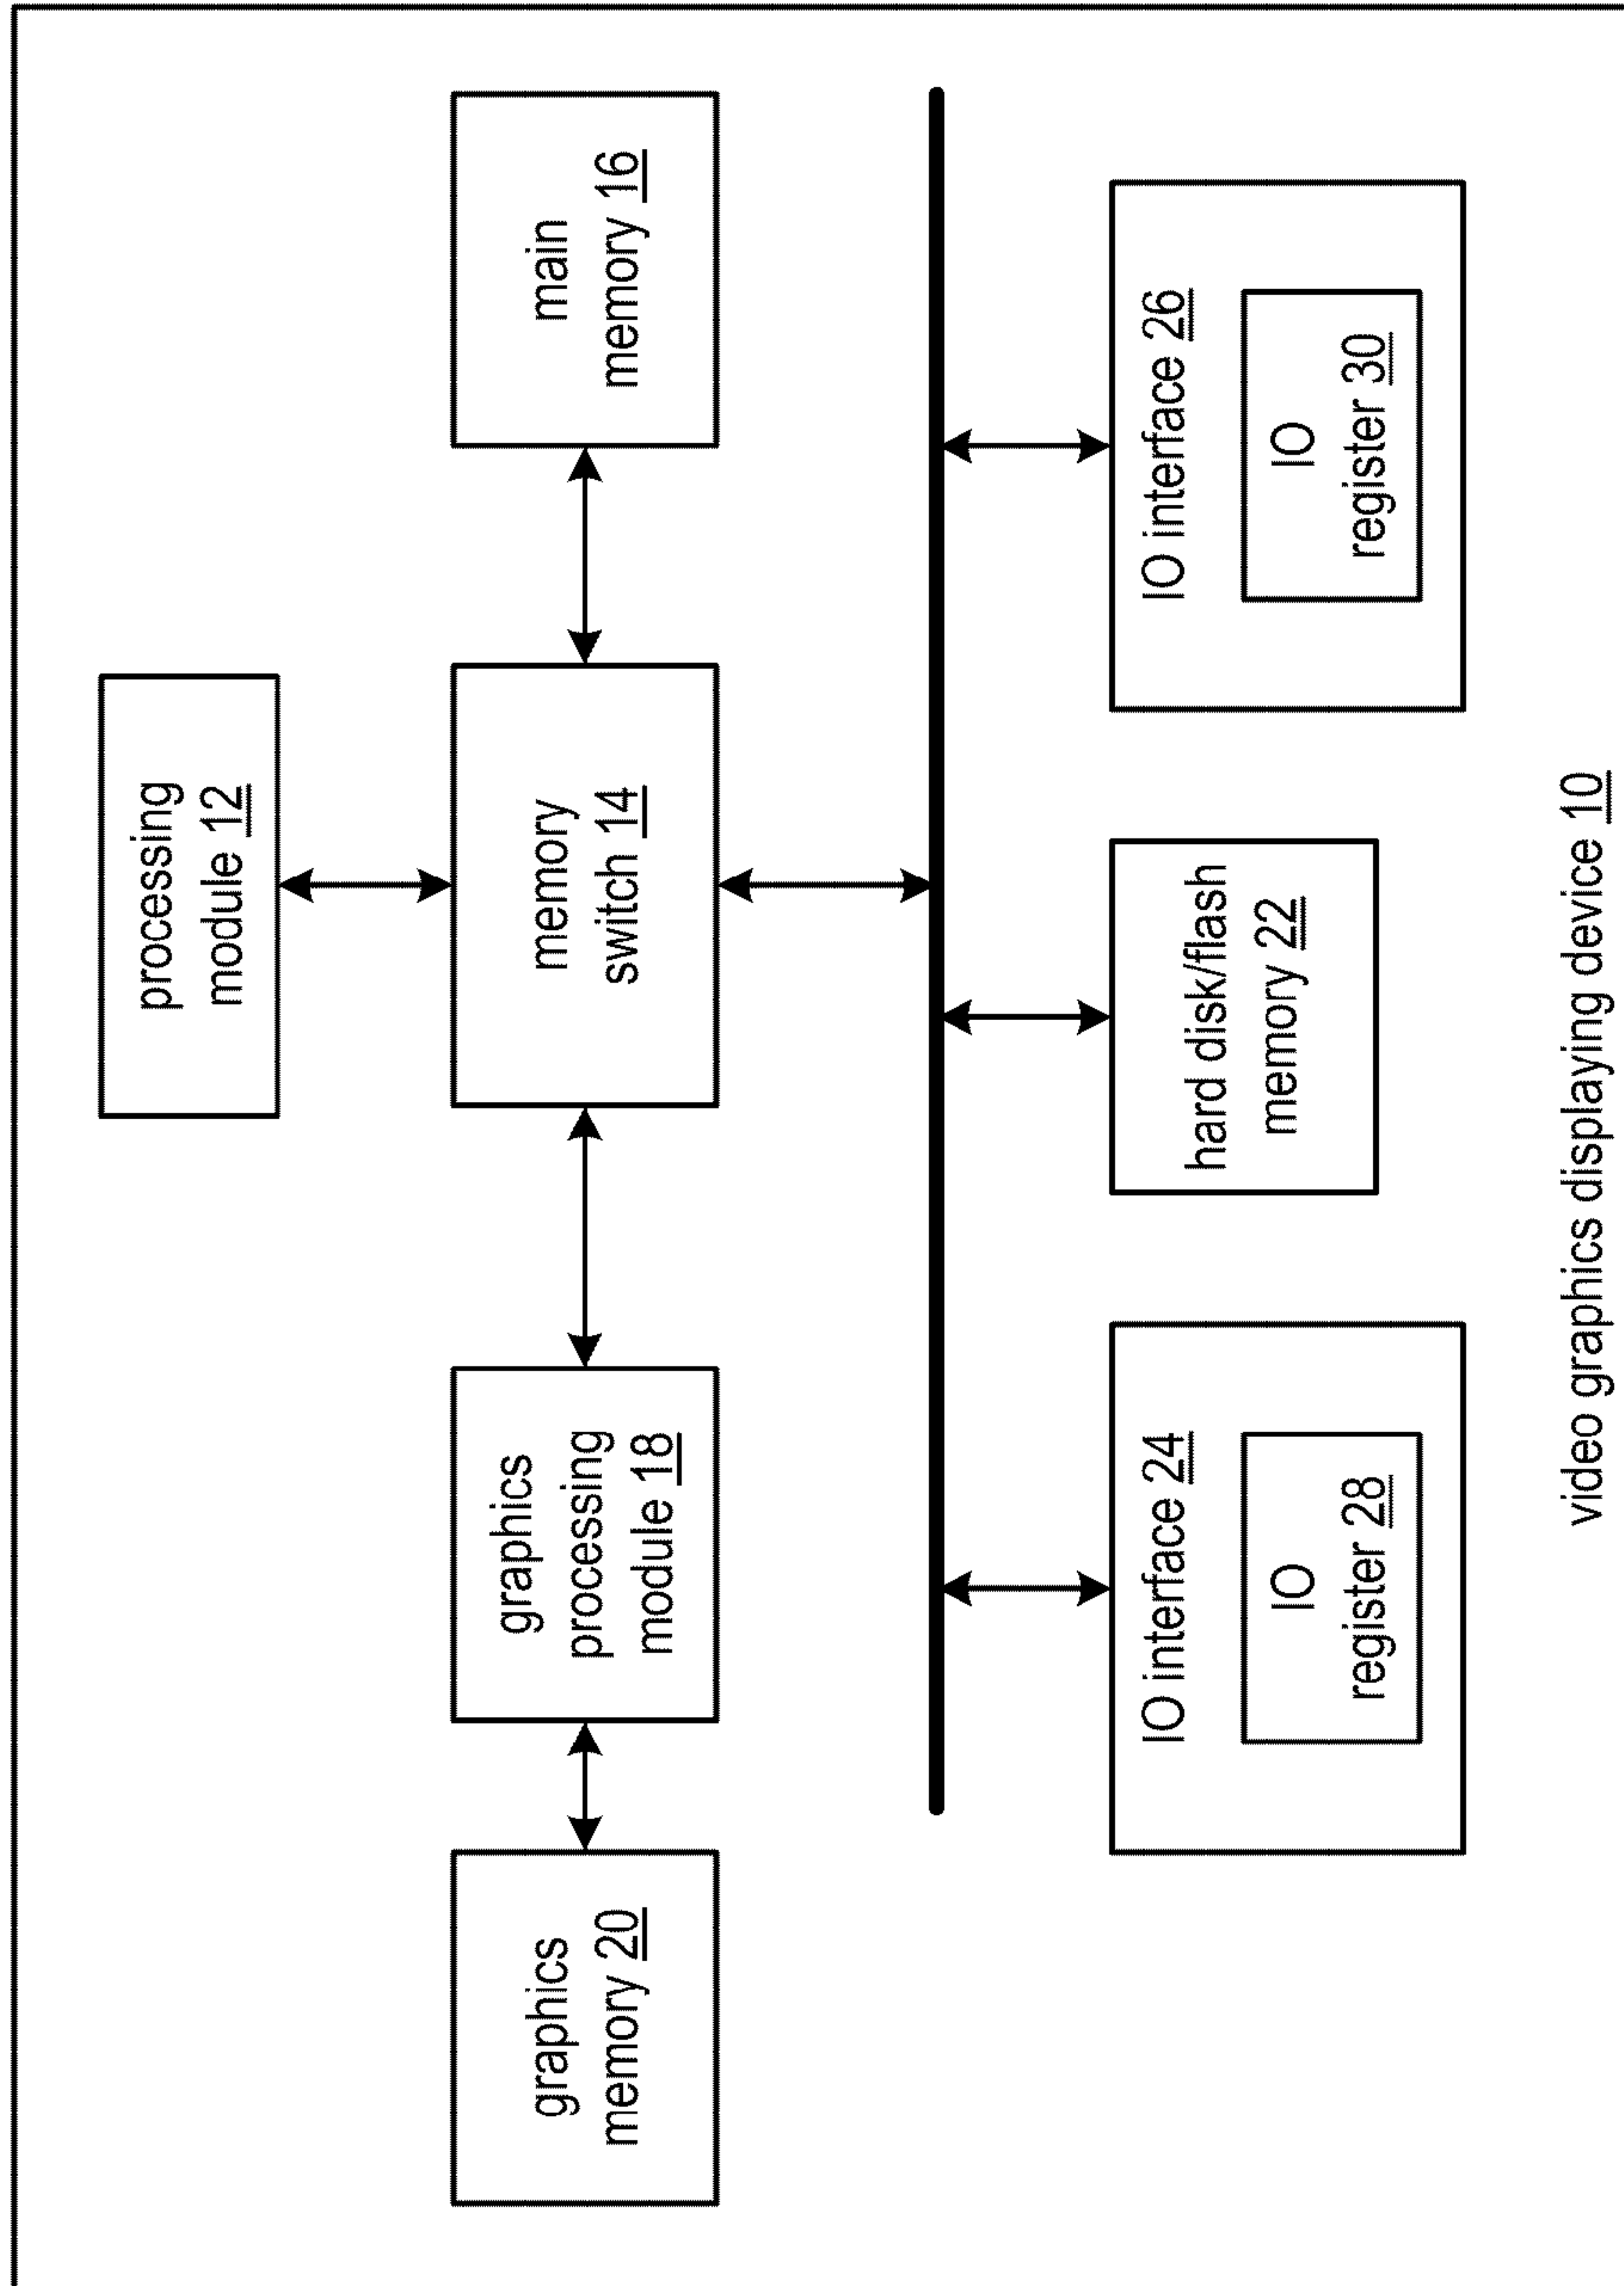 processing
module 12
graphics
memory 20
graphics
processing
module 18
memory
switch 14
main
memory 16
IO interface 24
IO
register 28
hard disk/flash
memory 22
IO interface 26
IO
register 30
video graphics displaying device 10